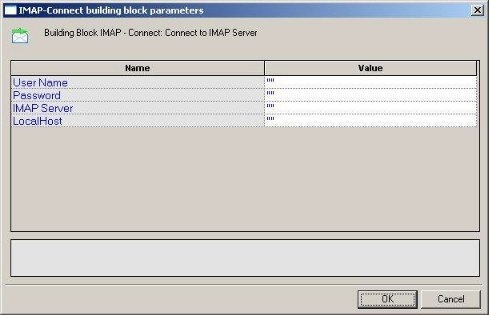 IMAP-Connect building block parameters
Building Block IMAP - Connect: Connect to IMAP Server
Name Value
User Name ""
Password ""
IMAP Server ""
LocalHost ""
OK Cancel